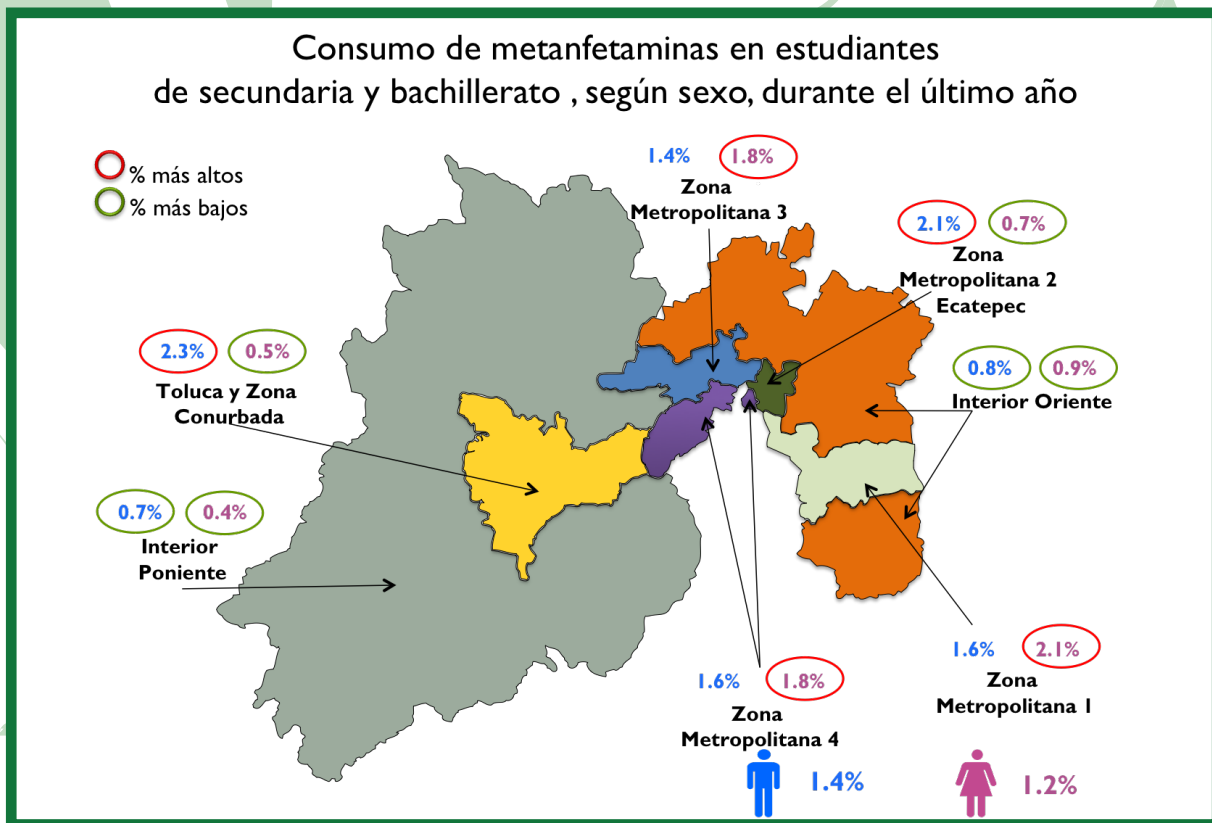 Consumo de metanfetaminas en estudiantes
de secundaria y bachillerato , según sexo, durante el último año
% más altos
% más bajos
1.4% 1.8%
Zona
Metropolitana 3
2.1% 0.7%
Zona
Metropolitana 2
Ecatepec
2.3% 0.5%
Toluca y Zona
Conurbada
0.8% 0.9%
Interior Oriente
0.7% 0.4%
Interior
Poniente
1.6% 1.8%
Zona
Metropolitana 4
1.6% 2.1%
Zona
Metropolitana 1
1.4% 1.2%